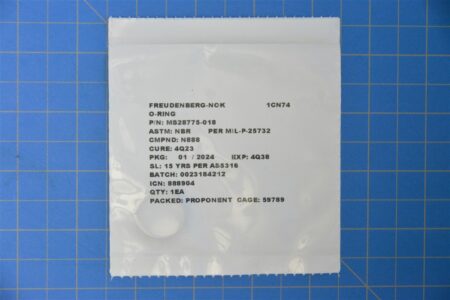 FREUDENBERG-NOK 1CN74
O-RING
P/N: MS28775-018
ASTM: NBR PER MIL-P-25732
CMPND: N888
CURE: 4Q23
PKG: 01 / 2024 EXP: 4Q38
SL: 15 YRS PER AS5316
BATCH: 0023184212
ICN: 888904
QTY: 1EA
PACKED: PROPONENT CAGE: 59789